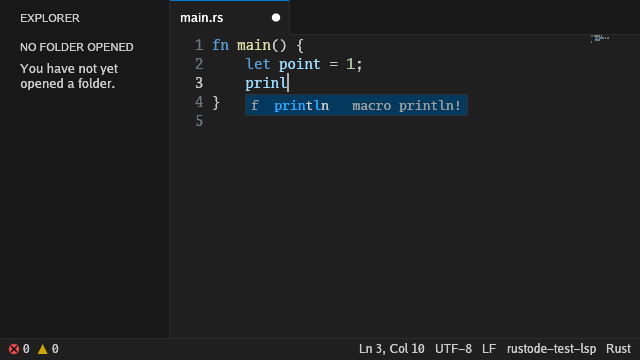 EXPLORER
NO FOLDER OPENED
You have not yet
opened a folder.
main.rs
1 fn main() {
2     let point = 1;
3     prinl
4 }
5
f println macro println!
0 0 Ln 3, Col 10 UTF-8 LF rustode-test-lsp Rust